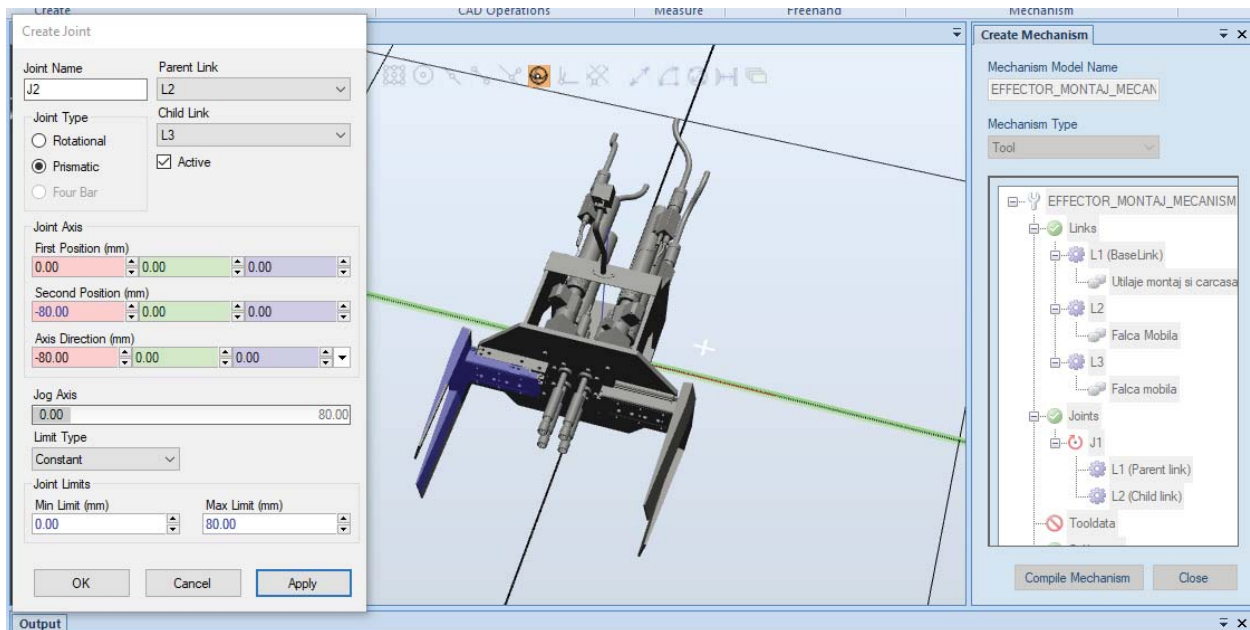 Create
CAD Operations
Measure
Freehand
Mechanism
Create Joint
Joint Name
J2
Parent Link
L2
Joint Type
Rotational
Prismatic
Four Bar
Child Link
L3
Active
Joint Axis
First Position (mm)
0.00 0.00 0.00
Second Position (mm)
-80.00 0.00 0.00
Axis Direction (mm)
-80.00 0.00 0.00
Jog Axis
0.00 80.00
Limit Type
Constant
Joint Limits
Min Limit (mm) Max Limit (mm)
0.00 80.00
OK Cancel Apply
Create Mechanism
Mechanism Model Name
EFFECTOR_MONTAJ_MECAN
Mechanism Type
Tool
EFFECTOR_MONTAJ_MECANISM
Links
L1 (BaseLink)
Utilaje montaj si carcasa
L2
Falca Mobila
L3
Falca mobila
Joints
J1
L1 (Parent link)
L2 (Child link)
Tooldata
Compile Mechanism Close
Output